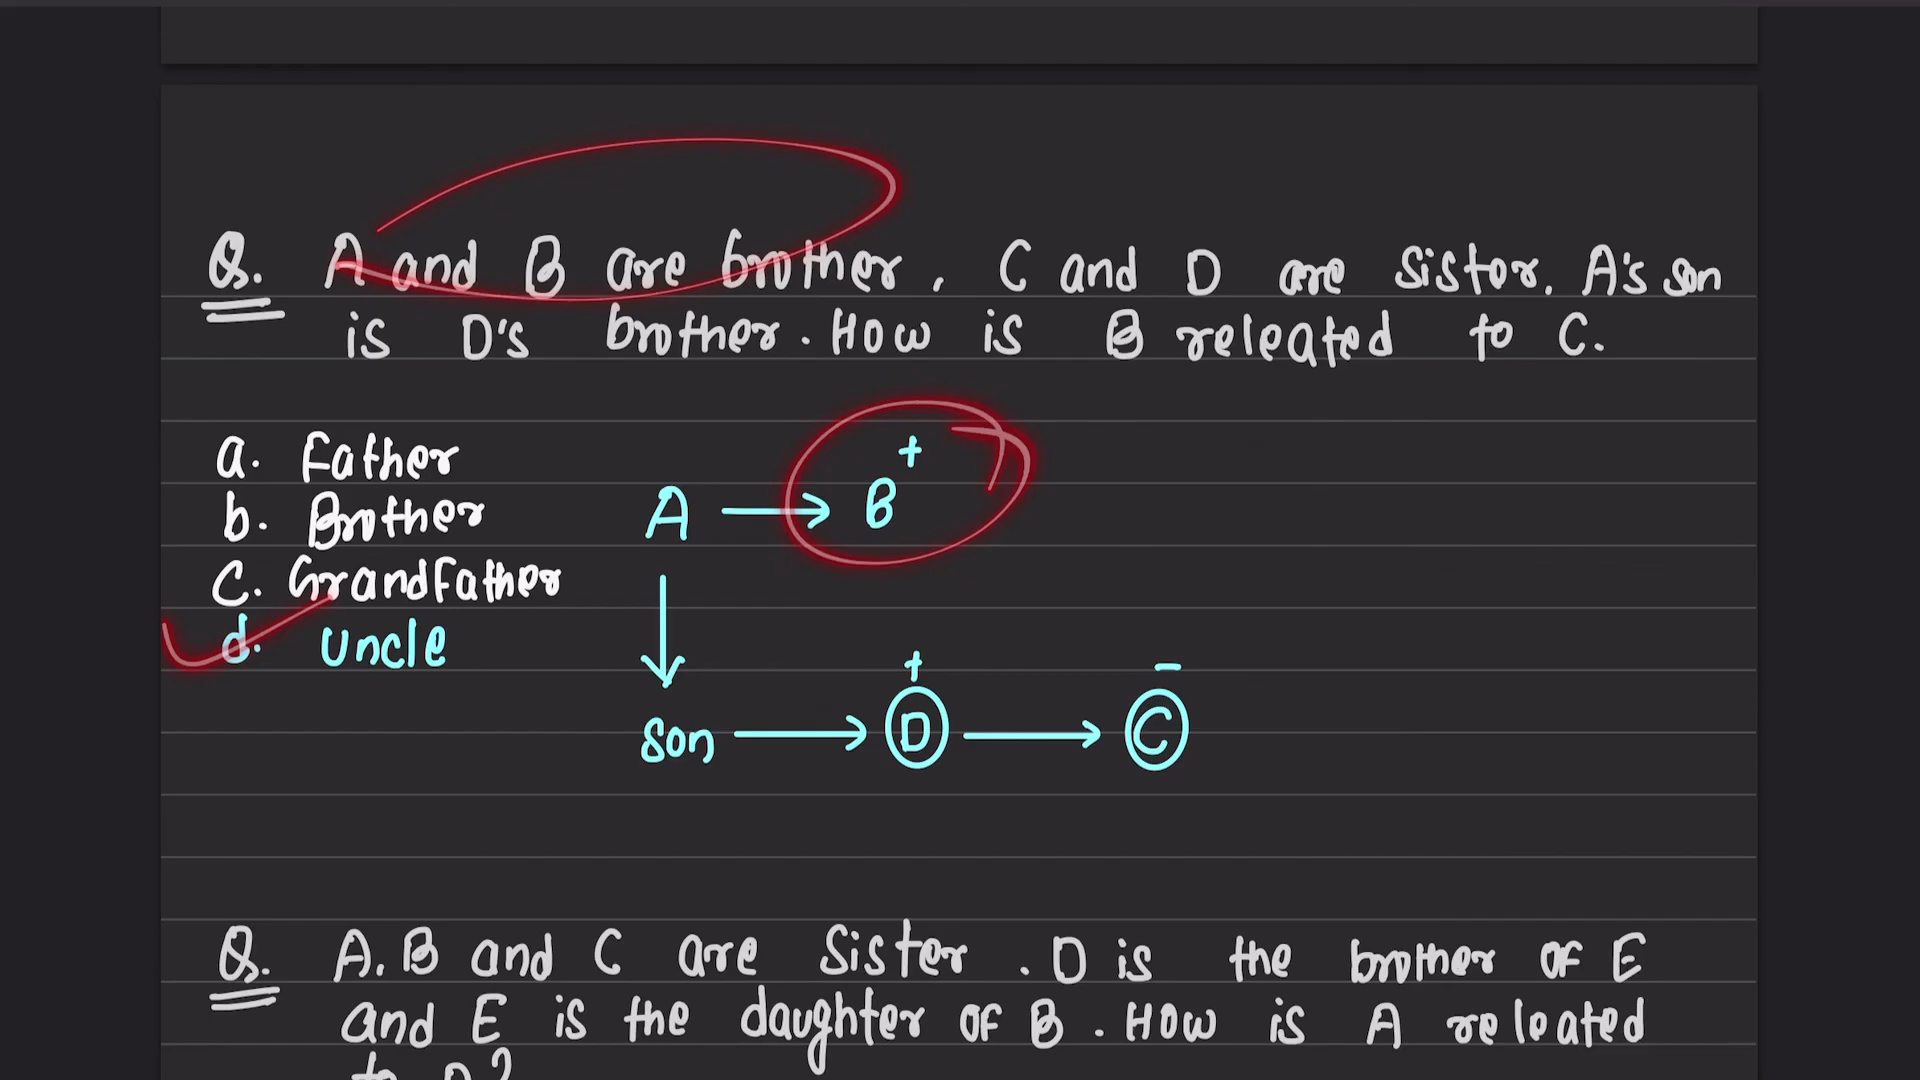 Q. A and B are brother, C and D are sister. A's son
is D's brother. How is B releated to C.
a. Father
b. Brother
C. Grandfather
d. Uncle
+
A → B
+ −
Son → D → C
Q. A. B and C are Sister. D is the brother of E
and E is the daughter of B. How is A releated
to D?